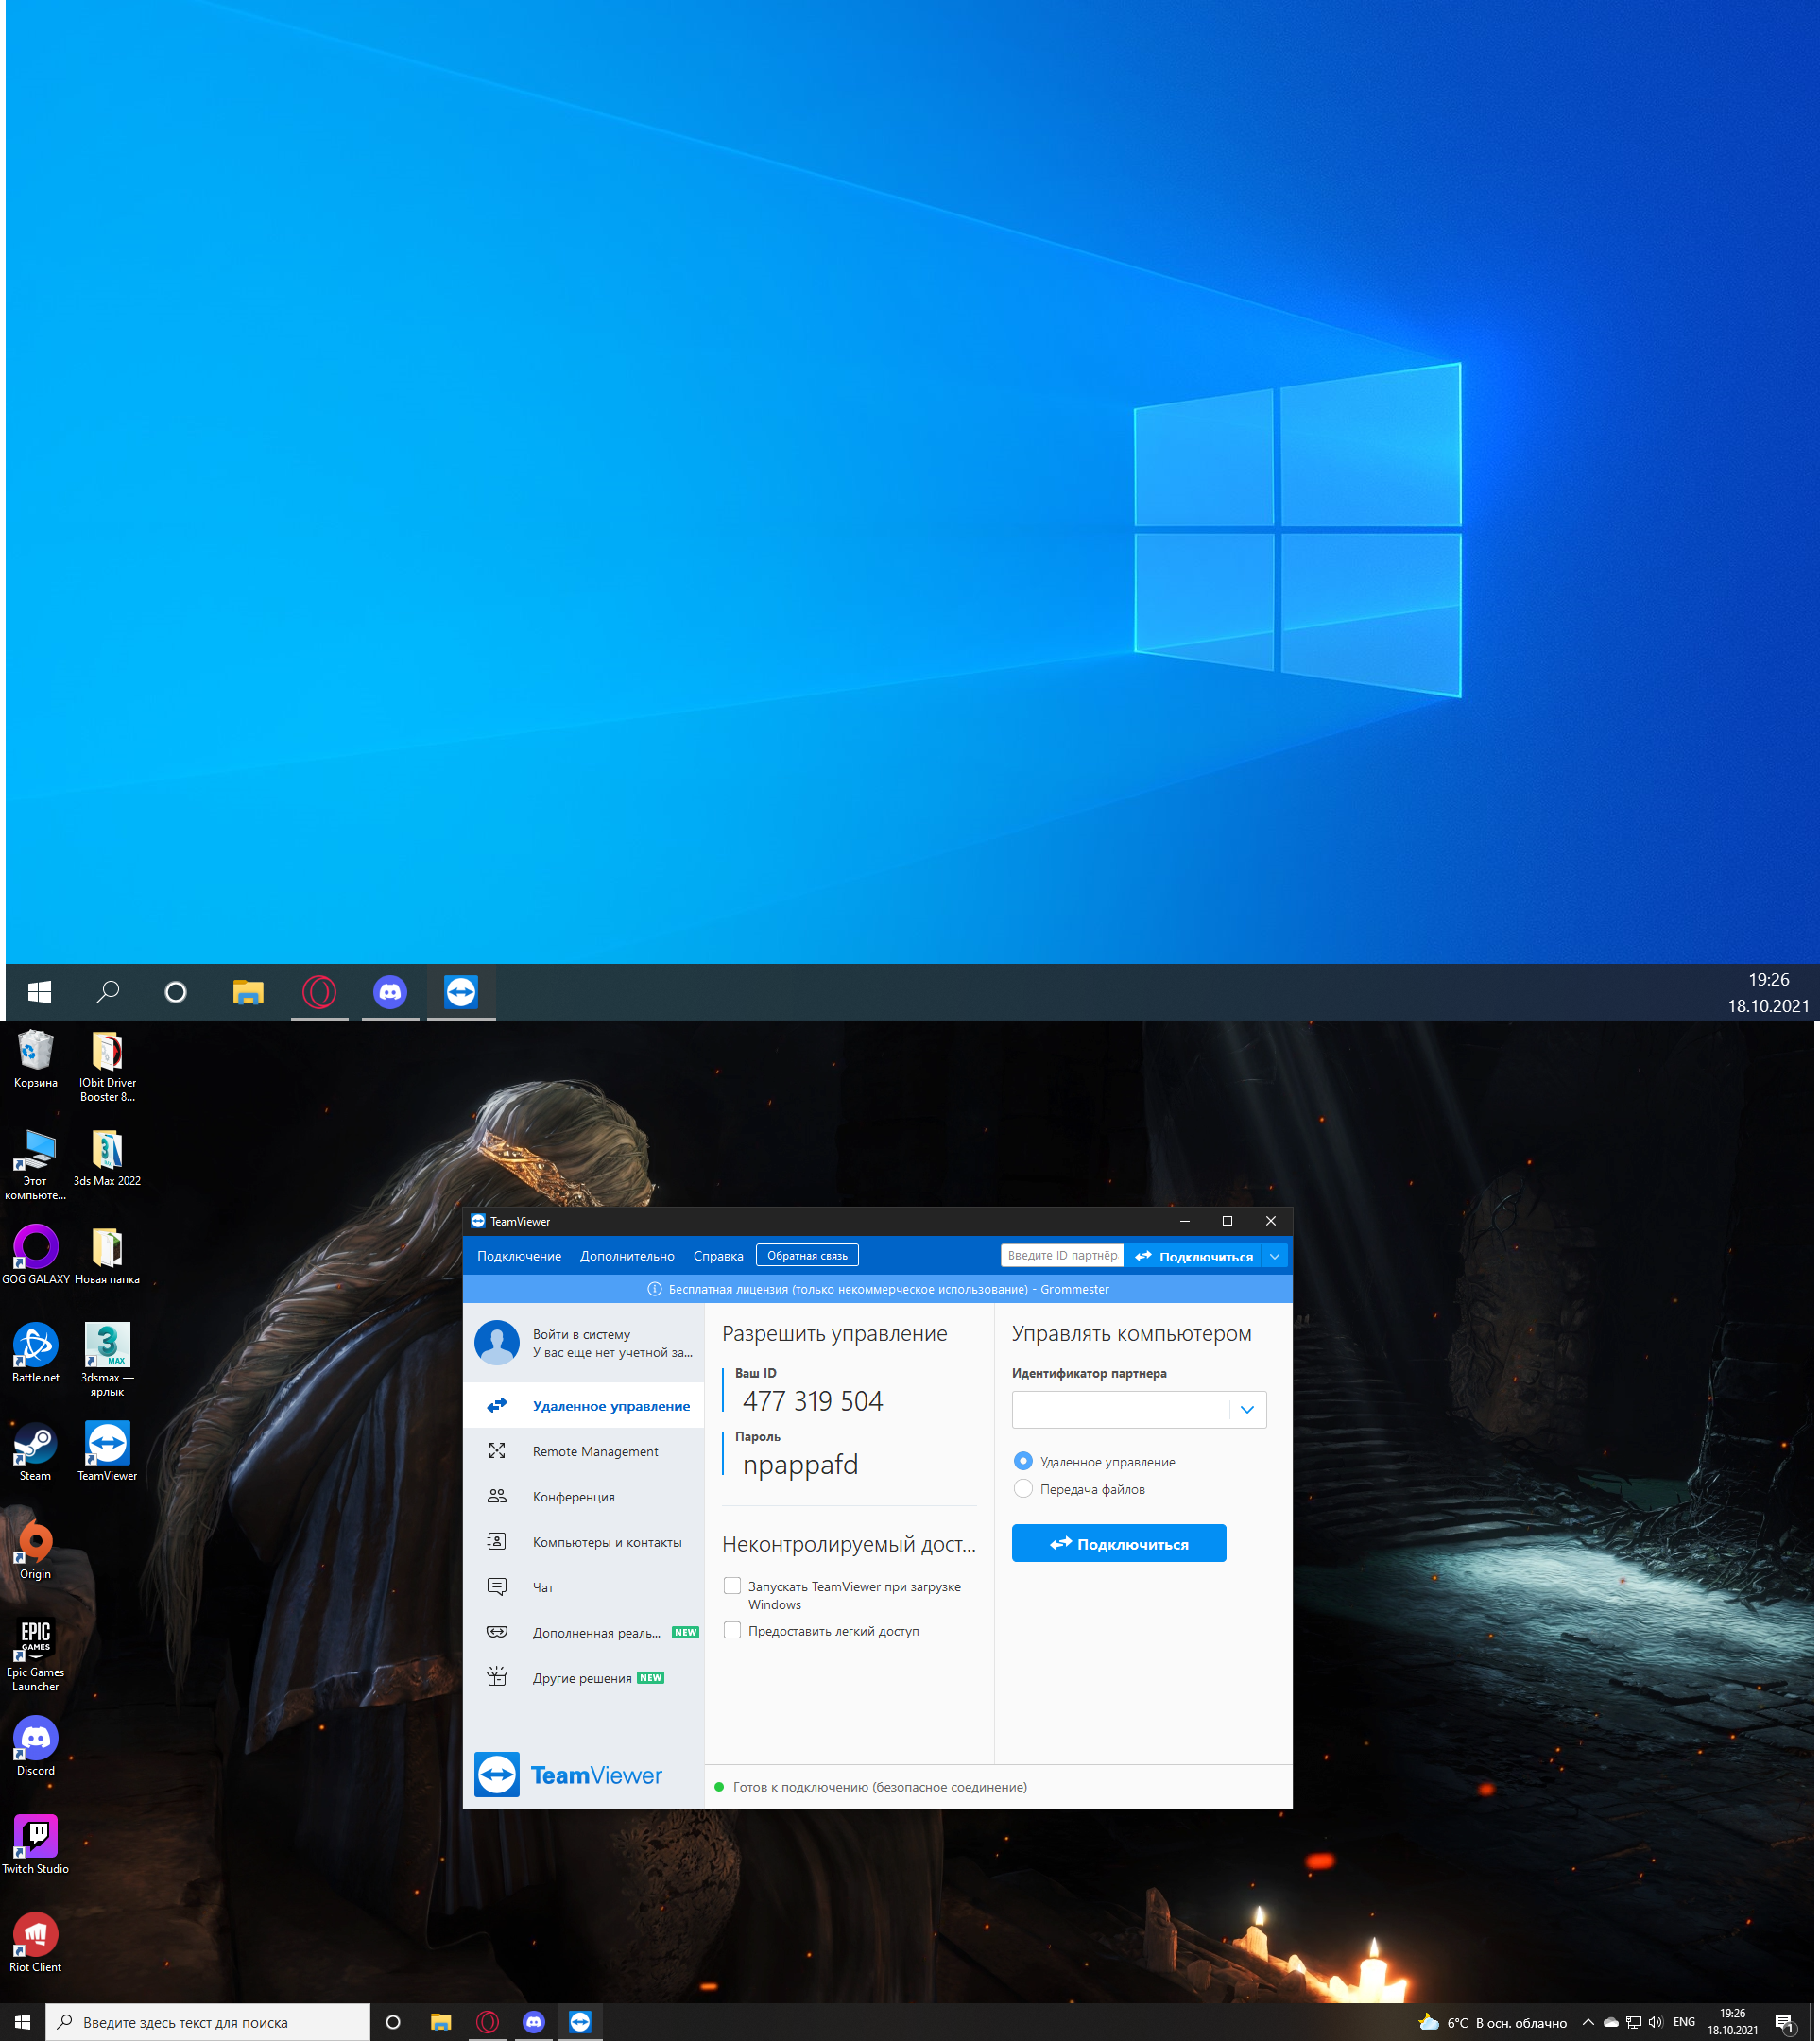 19:26
18.10.2021
Корзина
IObit Driver
Booster 8...
Этот
компьюте...
3ds Max 2022
GOG GALAXY
Новая папка
Battle.net
3dsmax —
ярлык
3
MAX
Steam
TeamViewer
Origin
EPIC
GAMES
Epic Games
Launcher
Discord
Twitch Studio
Riot Client
TeamViewer
Подключение
Дополнительно
Справка
Обратная связь
Введите ID партнёр
Подключиться
Бесплатная лицензия (только некоммерческое использование) - Grommester
Войти в систему
У вас еще нет учетной за...
Удаленное управление
Remote Management
Конференция
Компьютеры и контакты
Чат
Дополненная реаль... NEW
Другие решения NEW
TeamViewer
Разрешить управление
Ваш ID
477 319 504
Пароль
npappafd
Неконтролируемый дост...
Запускать TeamViewer при загрузке
Windows
Предоставить легкий доступ
Управлять компьютером
Идентификатор партнера
Удаленное управление
Передача файлов
Подключиться
Готов к подключению (безопасное соединение)
Введите здесь текст для поиска
6°C В осн. облачно
ENG
19:26
18.10.2021
1